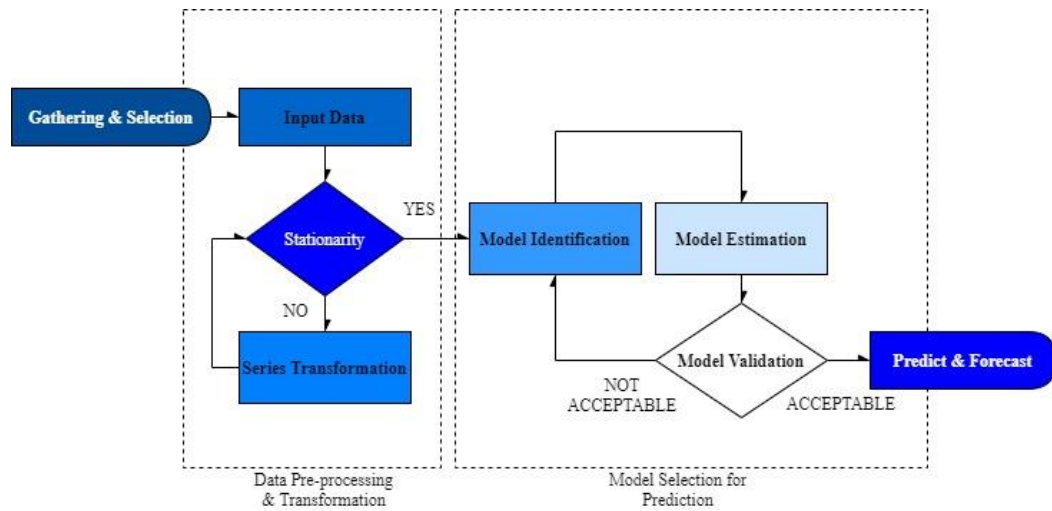 Gathering & Selection
Input Data
Stationarity
YES
NO
Series Transformation
Model Identification
Model Estimation
Model Validation
NOT
ACCEPTABLE
ACCEPTABLE
Predict & Forecast
Data Pre-processing
& Transformation
Model Selection for
Prediction